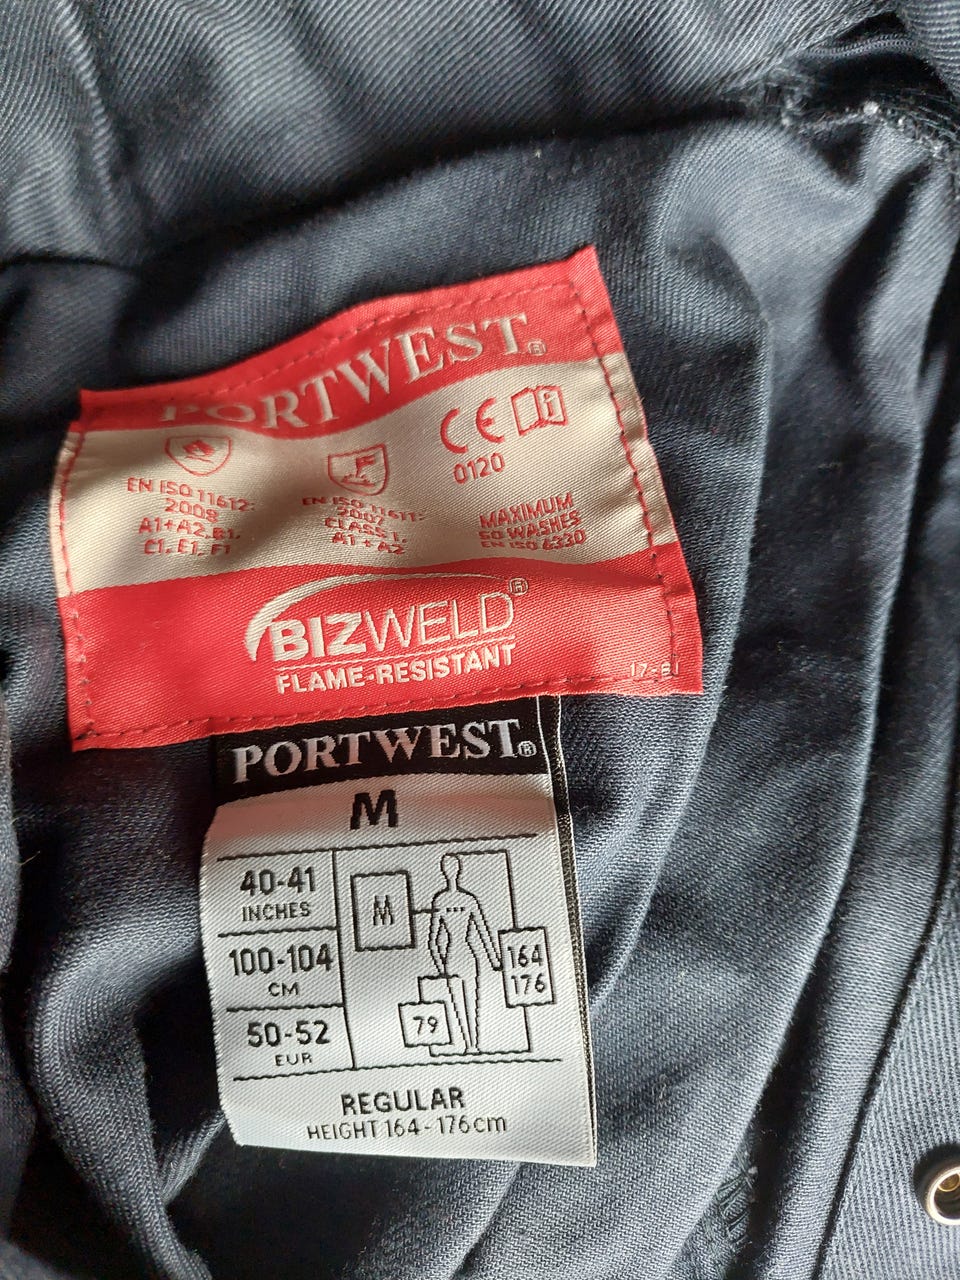 PORTWEST®
CE
0120
EN ISO 11612:
2008
A1+A2, B1,
C1, E1, F1
EN ISO 11611:
2007
CLASS 1,
A1 + A2
MAXIMUM
50 WASHES
EN ISO 6330
BIZWELD®
FLAME-RESISTANT
PORTWEST®
M
40-41
INCHES
100-104
CM
50-52
EUR
M
164
176
79
REGULAR
HEIGHT 164-176cm